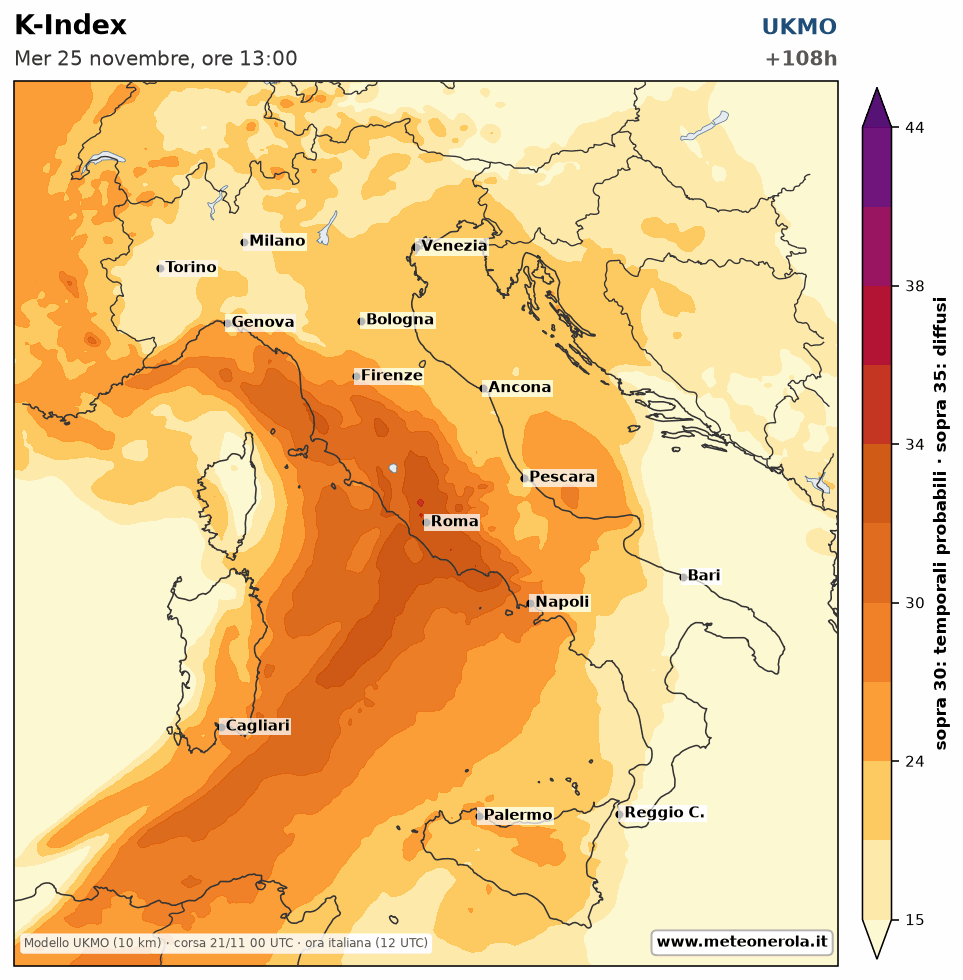 K-Index
UKMO
Mer 25 novembre, ore 13:00
+108h
Milano
Venezia
Torino
Genova
Bologna
Firenze
Ancona
Pescara
Roma
Bari
Napoli
Cagliari
Palermo
Reggio C.
44
38
34
30
24
15
sopra 30: temporali probabili · sopra 35: diffusi
Modello UKMO (10 km) · corsa 21/11 00 UTC · ora italiana (12 UTC)
www.meteonerola.it